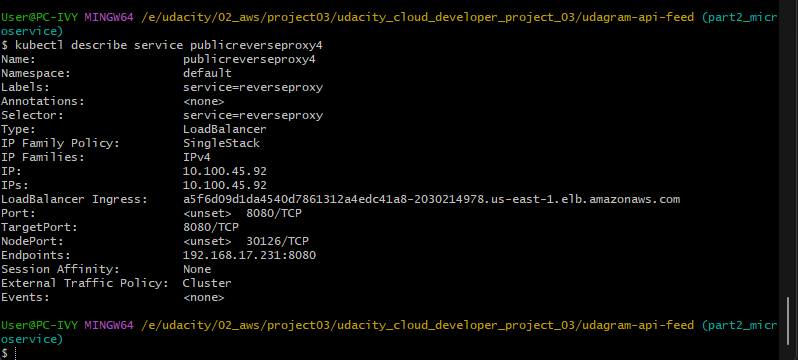 User@PC-IVY MINGW64 /e/udacity/02_aws/project03/udacity_cloud_developer_project_03/udagram-api-feed (part2_micr
oservice)
$ kubectl describe service publicreverseproxy4
Name: publicreverseproxy4
Namespace: default
Labels: service=reverseproxy
Annotations: <none>
Selector: service=reverseproxy
Type: LoadBalancer
IP Family Policy: SingleStack
IP Families: IPv4
IP: 10.100.45.92
IPs: 10.100.45.92
LoadBalancer Ingress: a5f6d09d1da4540d7861312a4edc41a8-2030214978.us-east-1.elb.amazonaws.com
Port: <unset> 8080/TCP
TargetPort: 8080/TCP
NodePort: <unset> 30126/TCP
Endpoints: 192.168.17.231:8080
Session Affinity: None
External Traffic Policy: Cluster
Events: <none>
User@PC-IVY MINGW64 /e/udacity/02_aws/project03/udacity_cloud_developer_project_03/udagram-api-feed (part2_micr
oservice)
$